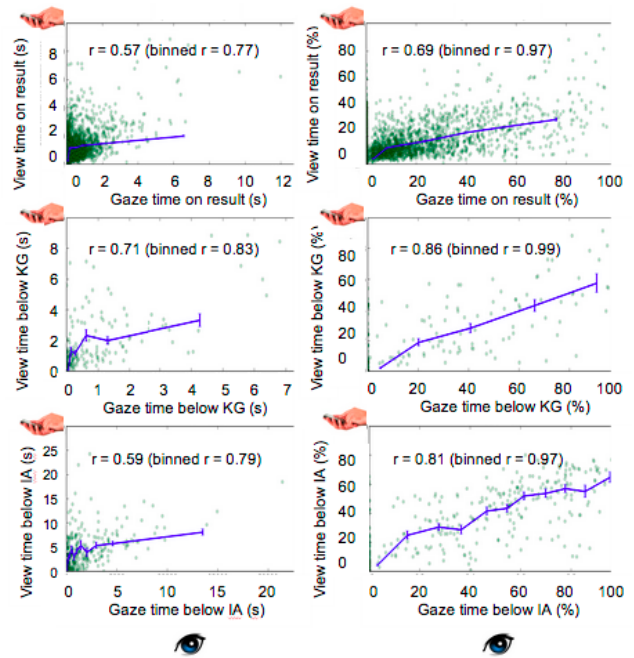 View time on result (s)
8
6
4
2
0
r = 0.57 (binned r = 0.77)
0 2 4 6 8 10 12
Gaze time on result (s)
View time on result (%)
80
60
40
20
0
r = 0.69 (binned r = 0.97)
0 20 40 60 80 100
Gaze time on result (%)
View time below KG (s)
8
6
4
2
0
r = 0.71 (binned r = 0.83)
0 1 2 3 4 5 6 7
Gaze time below KG (s)
View time below KG (%)
80
60
40
20
0
r = 0.86 (binned r = 0.99)
0 20 40 60 80 100
Gaze time below KG (%)
View time below IA (s)
25
20
15
10
5
0
r = 0.59 (binned r = 0.79)
0 5 10 15 20
Gaze time below IA (s)
View time below IA (%)
80
60
40
20
0
r = 0.81 (binned r = 0.97)
0 20 40 60 80 100
Gaze time below IA (%)